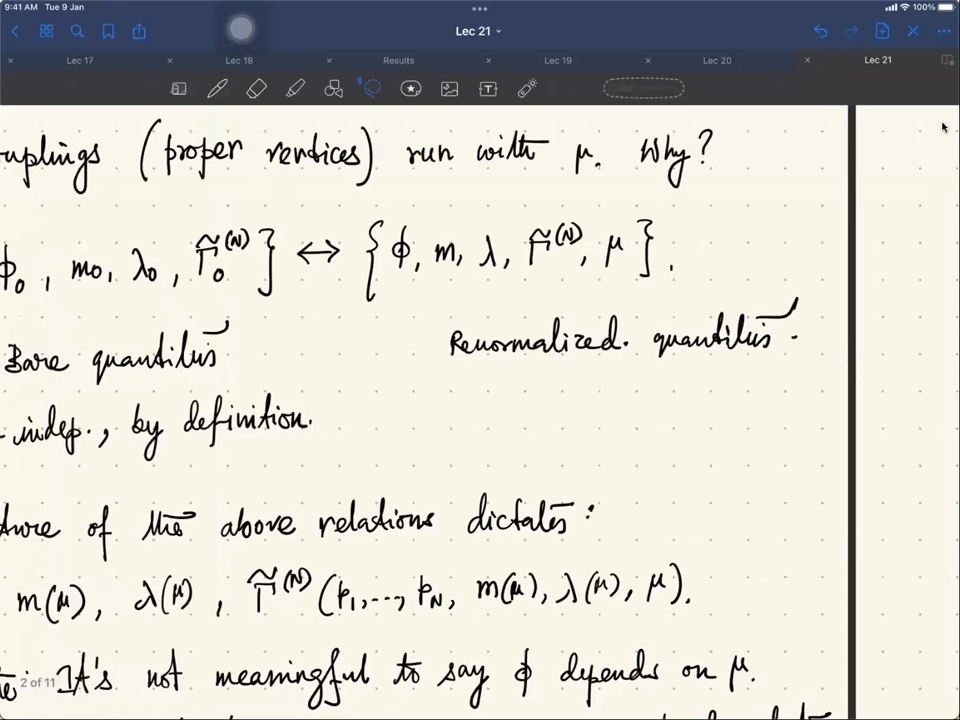 9:41 AM Tue 9 Jan
100%
Lec 21
Lec 17 Lec 18 Results Lec 19 Lec 20 Lec 21
uplings (proper vertices) run with μ. Why?
ϕ₀, m₀, λ₀, Γ̃₀^(N) } ↔ { ϕ, m, λ, Γ̃^(N), μ }.
Renormalized. quantities.
Bare quantities
- indep., by definition.
ture of the above relations dictates:
m(μ), λ(μ), Γ̃^(N) (p₁,..., p_N, m(μ), λ(μ), μ).
2 of 11
It's not meaningful to say ϕ depends on μ.